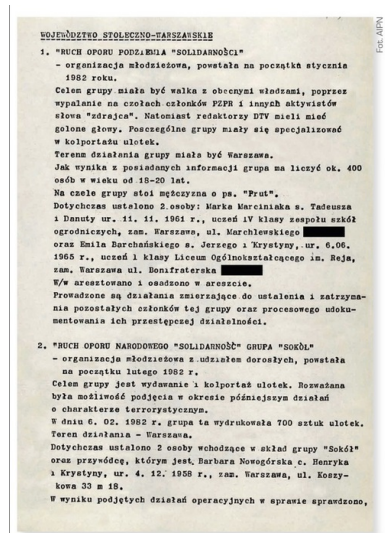 WOJEWÓDZTWO STOŁECZNO-WARSZAWSKIE
1. "RUCH OPORU PODZIEMIA "SOLIDARNOŚCI"
- organizacja młodzieżowa, powstała na początku stycznia
1982 roku.
Celem grupy miała być walka z obecnymi władzami, poprzez
wypalanie na czołach członków PZPR i innych aktywistów
słowa "zdrajca". Natomiast redaktorzy DTV mieli mieć
golone głowy. Poszczególne grupy miały się specjalizować
w kolportażu ulotek.
Terenem działania grupy miała być Warszawa.
Jak wynika z posiadanych informacji grupa ma liczyć ok. 400
osób w wieku od 18-20 lat.
Na czele grupy stoi mężczyzna o ps. "Prut".
Dotychczas ustalono 2 osoby: Marka Marciniaka s. Tadeusza
i Danuty ur. 11. 11. 1961 r., uczeń IV klasy zespołu szkół
ogrodniczych, zam. Warszawa, ul. Marchlewskiego
oraz Emila Barchańskiego s. Jerzego i Krystyny, ur. 6.06.
1965 r., uczeń 1 klasy Liceum Ogólnokształcącego im. Reja,
zam. Warszawa ul. Bonifraterska
W/w aresztowano i osadzono w areszcie.
Prowadzone są działania zmierzające do ustalenia i zatrzyma-
nia pozostałych członków tej grupy oraz procesowego udoku-
mentowania ich przestępczej działalności.
2. "RUCH OPORU NARODOWEGO "SOLIDARNOŚĆ" GRUPA "SOKÓŁ"
- organizacja młodzieżowa z udziałem dorosłych, powstała
na początku lutego 1982 r.
Celem grupy jest wydawanie i kolportaż ulotek. Rozważana
była możliwość podjęcia w okresie późniejszym działań
o charakterze terrorystycznym.
W dniu 6. 02. 1982 r. grupa ta wydrukowała 700 sztuk ulotek.
Teren działania - Warszawa.
Dotychczas ustalono 2 osoby wchodzące w skład grupy "Sokół"
oraz przywódcę, którym jest Barbara Nowogórska c. Henryka
i Krystyny, ur. 4. 12. 1958 r., zam. Warszawa, ul. Koszy-
kowa 33 m 18.
W wyniku podjętych działań operacyjnych w sprawie sprawdzono,
Fot. AIPN